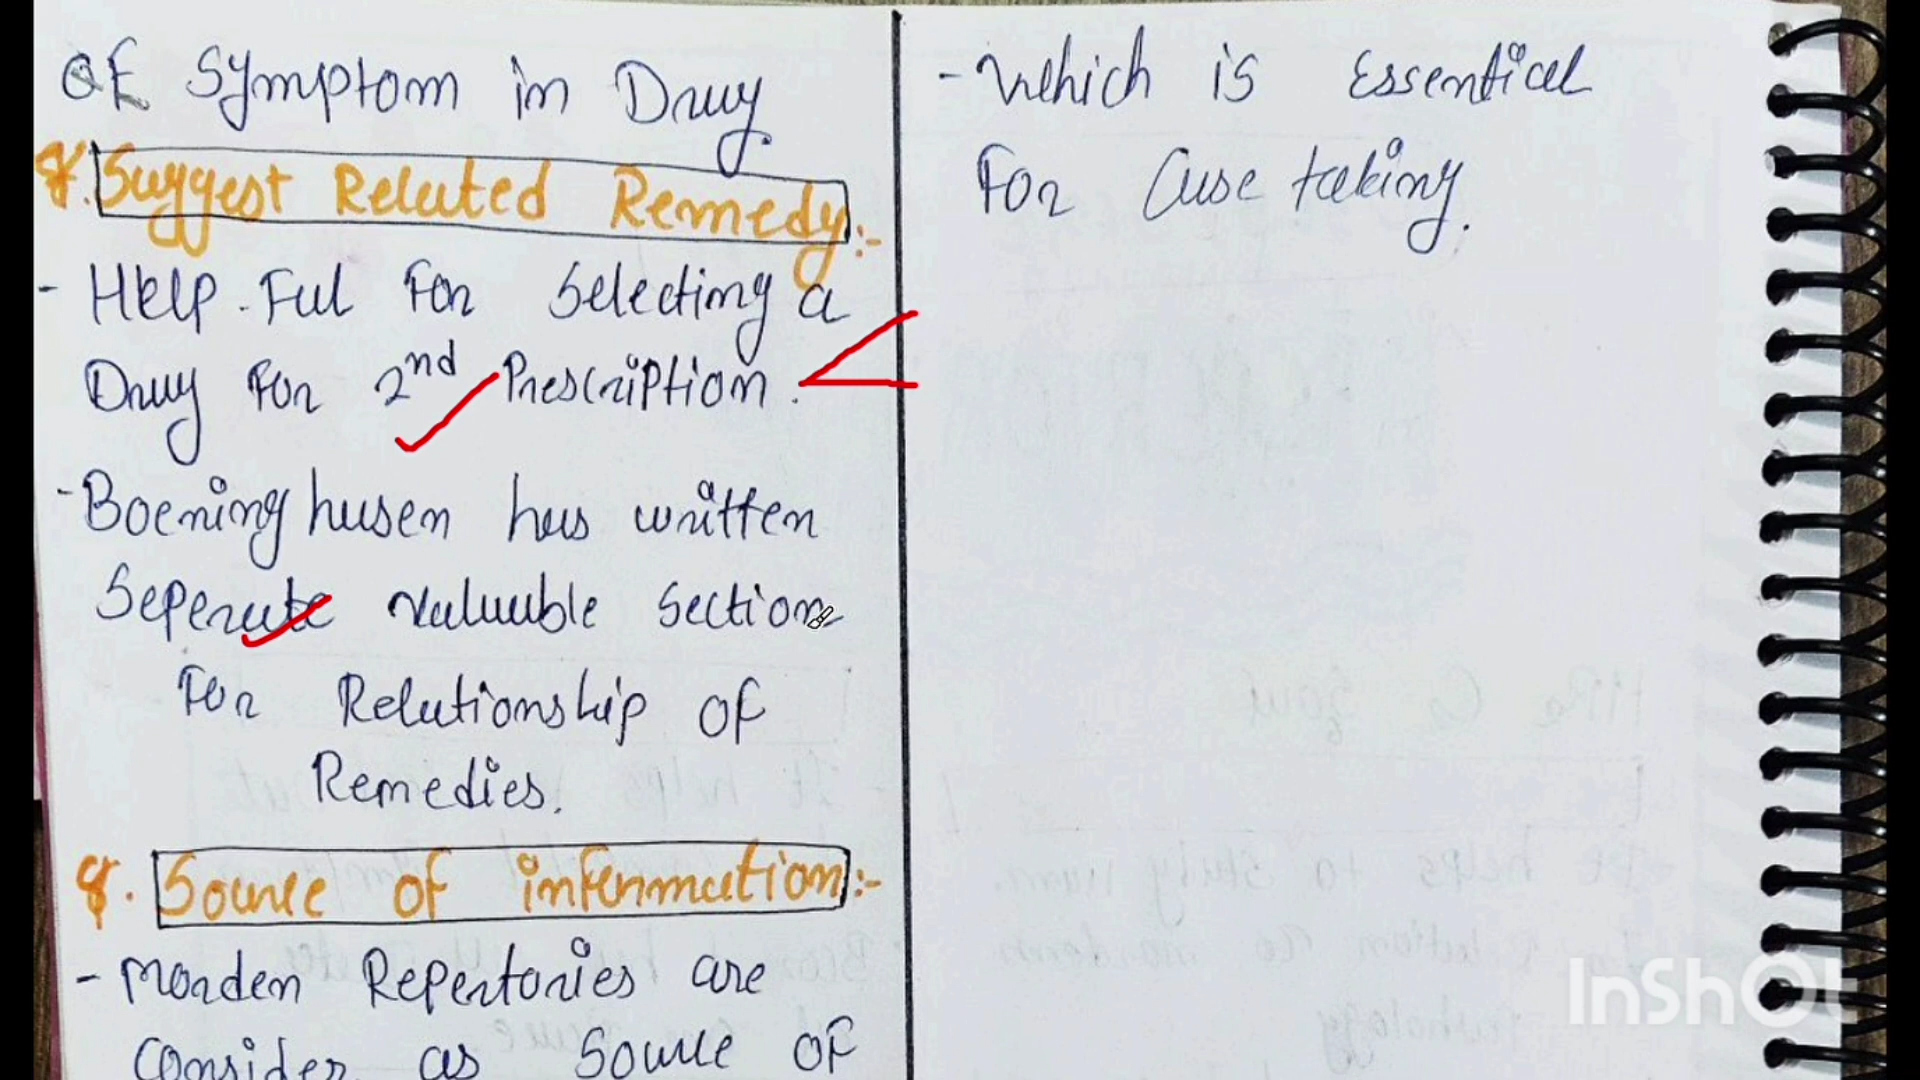 OF Symptom in Drug
8. Suggest Related Remedy:-
- Help-Ful For Selecting a
Drug For 2nd Prescription.
- Boeninghusen has written
Seperate valuable section
For Relationship of
Remedies.
8. Source of information:-
- Morden Repertories are
Consider as Source OF
- Which is Essential
For Case taking.
InShOt